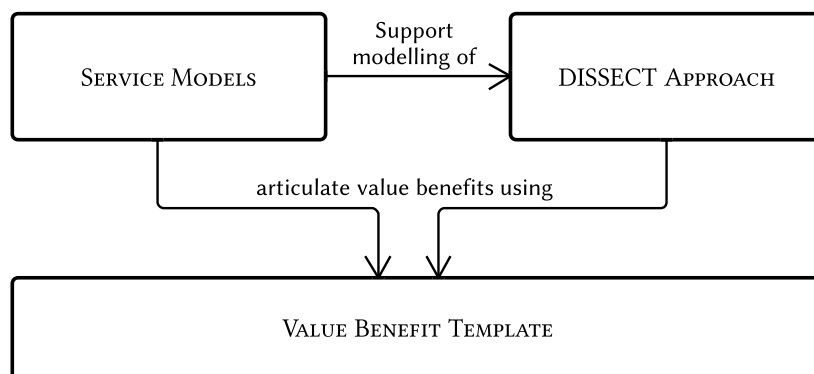 Support
modelling of
Service Models
DISSECT Approach
articulate value benefits using
Value Benefit Template